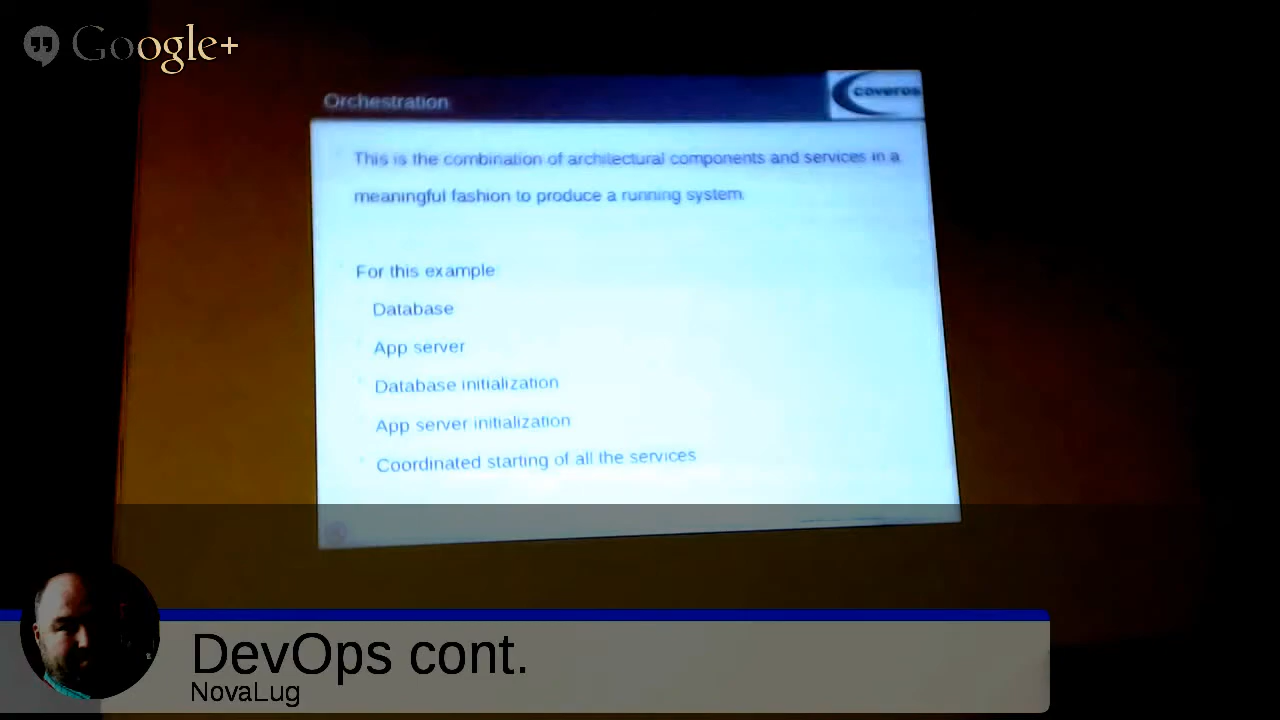 Google+
Orchestration
coveros
This is the combination of architectural components and services in a
meaningful fashion to produce a running system.
For this example:
Database
App server
Database initialization
App server initialization
Coordinated starting of all the services
DevOps cont.
NovaLug